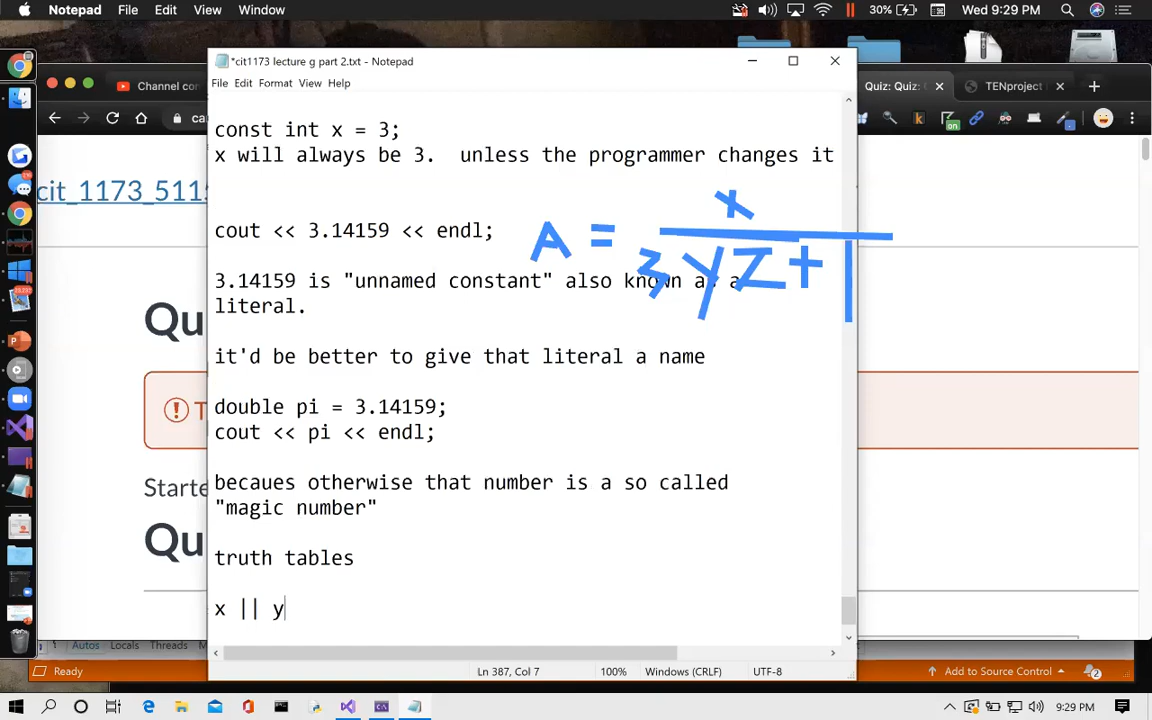 Notepad File Edit View Window 30% Wed 9:29 PM
*cit1173 lecture g part 2.txt - Notepad
File Edit Format View Help
Channel con
Quiz: Quiz:
TENproject
cit_1173_511
Qu
Started
Qu
const int x = 3;
x will always be 3.  unless the programmer changes it
cout << 3.14159 << endl;
A = x
3yz+1
3.14159 is "unnamed constant" also known as a
literal.
it'd be better to give that literal a name
double pi = 3.14159;
cout << pi << endl;
becaues otherwise that number is a so called
"magic number"
truth tables
x || y
Ln 387, Col 7 100% Windows (CRLF) UTF-8
Autos Locals Threads
Ready
Add to Source Control
2
9:29 PM